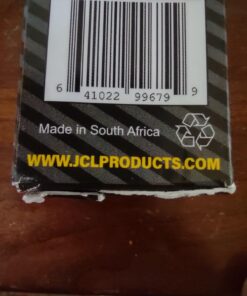 6 41022 99679 9
Made in South Africa
WWW.JCLPRODUCTS.COM